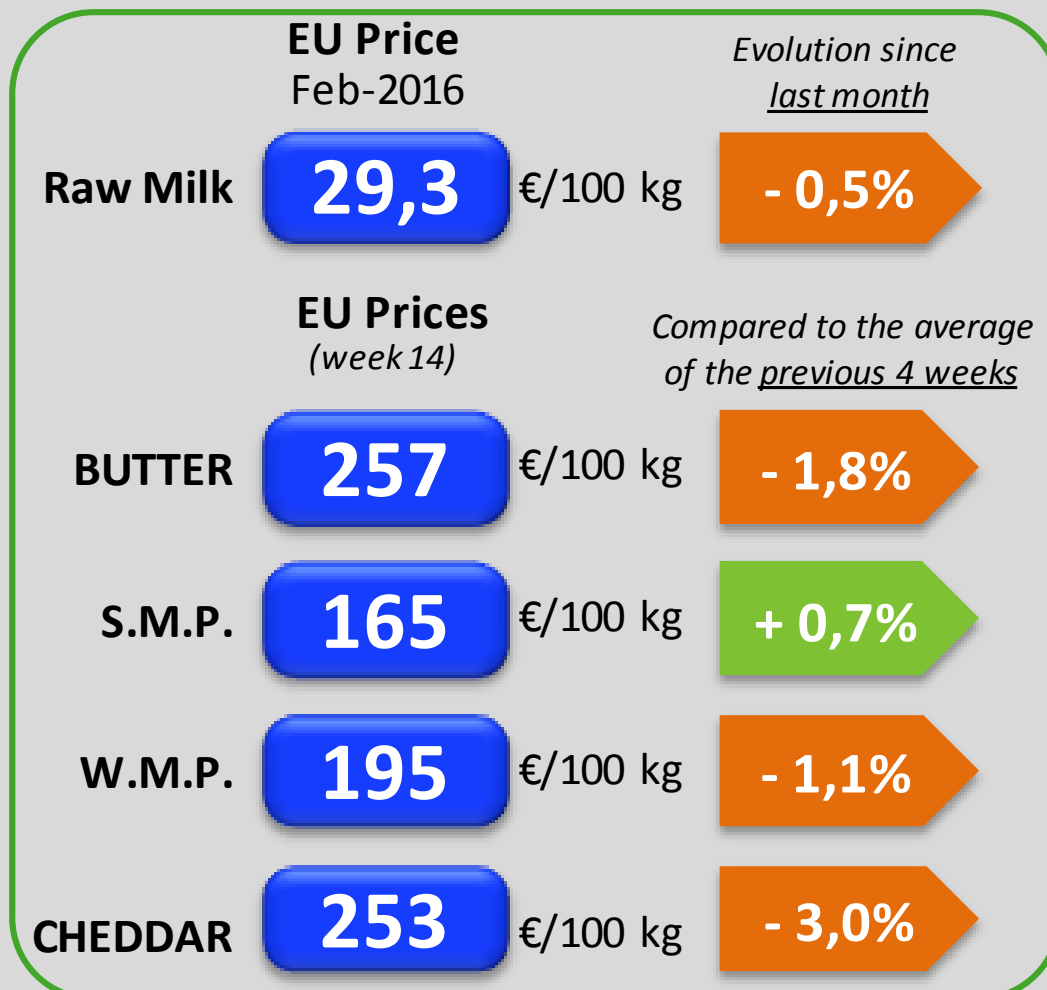 EU Price
Feb-2016
Evolution since
last month
Raw Milk 29,3 €/100 kg - 0,5%
EU Prices
(week 14)
Compared to the average
of the previous 4 weeks
BUTTER 257 €/100 kg - 1,8%
S.M.P. 165 €/100 kg + 0,7%
W.M.P. 195 €/100 kg - 1,1%
CHEDDAR 253 €/100 kg - 3,0%